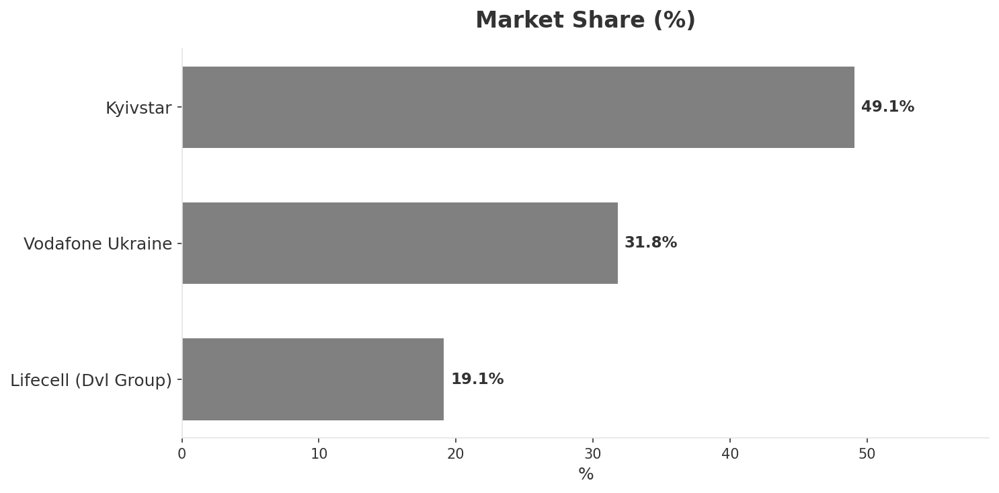 Market Share (%)
Kyivstar
49.1%
Vodafone Ukraine
31.8%
Lifecell (Dvl Group)
19.1%
0 10 20 30 40 50
%